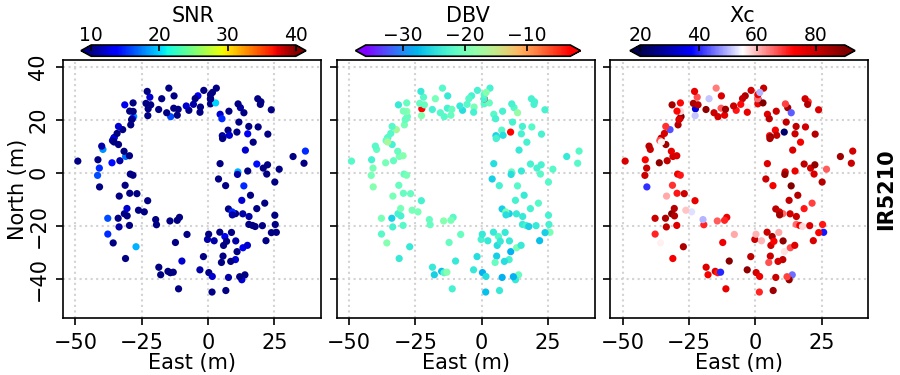 SNR DBV Xc
10 20 30 40 −30 −20 −10 20 40 60 80
40
20
0
−20
−40
North (m)
IR5210
−50 −25 0 25 −50 −25 0 25 −50 −25 0 25
East (m) East (m) East (m)